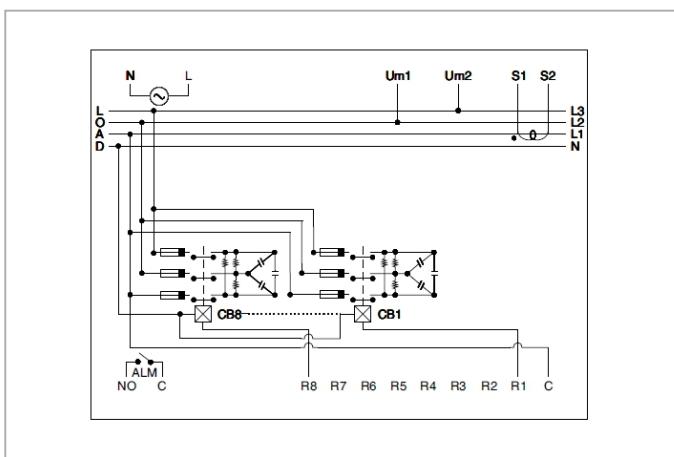 N L Um1 Um2 S1 S2
L L3
O L2
A L1
D N
CB8 CB1
ALM
NO C R8 R7 R6 R5 R4 R3 R2 R1 C